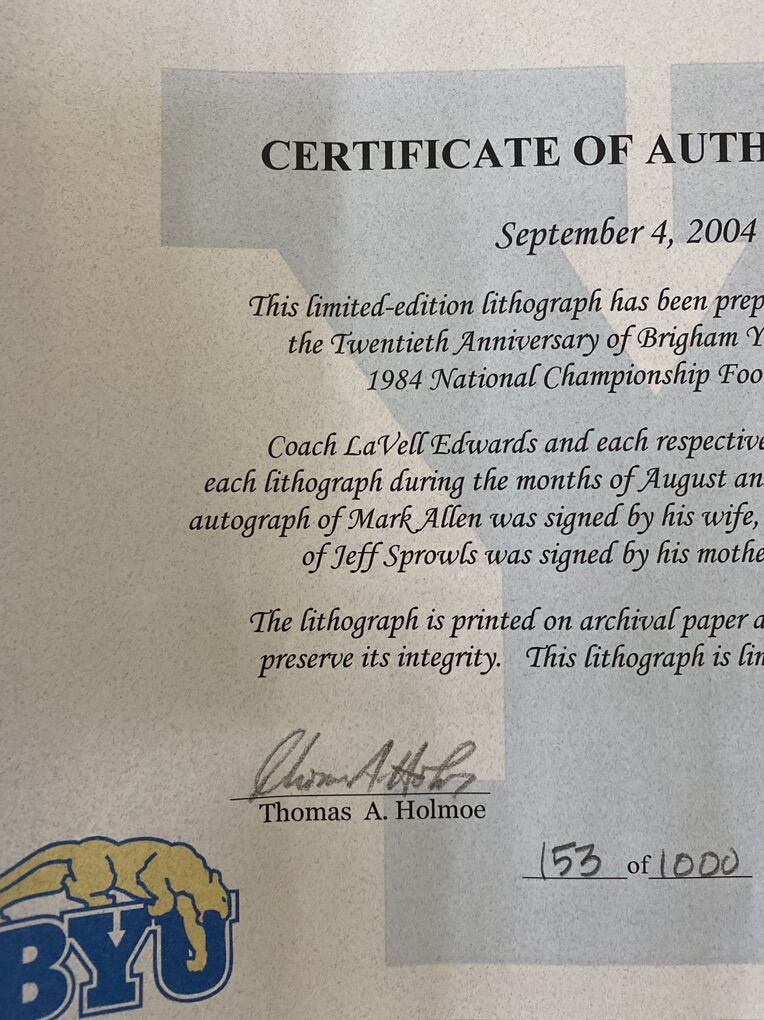 CERTIFICATE OF AUTH
September 4, 2004
This limited-edition lithograph has been prep
the Twentieth Anniversary of Brigham Y
1984 National Championship Foo
Coach LaVell Edwards and each respective
each lithograph during the months of August an
autograph of Mark Allen was signed by his wife,
of Jeff Sprowls was signed by his mothe
The lithograph is printed on archival paper a
preserve its integrity. This lithograph is lim
Thomas A. Holmoe
Thomas A. Holmoe
153 of 1000
BYU